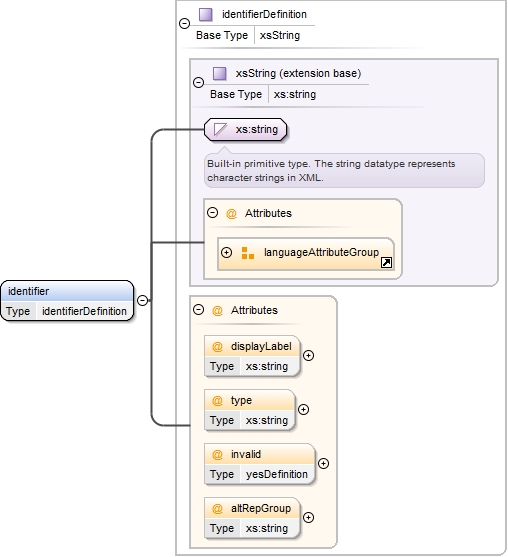 identifierDefinition
Base Type xsString
xsString (extension base)
Base Type xs:string
xs:string
Built-in primitive type. The string datatype represents
character strings in XML.
@ Attributes
languageAttributeGroup
identifier
Type identifierDefinition
@ Attributes
@ displayLabel
Type xs:string
@ type
Type xs:string
@ invalid
Type yesDefinition
@ altRepGroup
Type xs:string